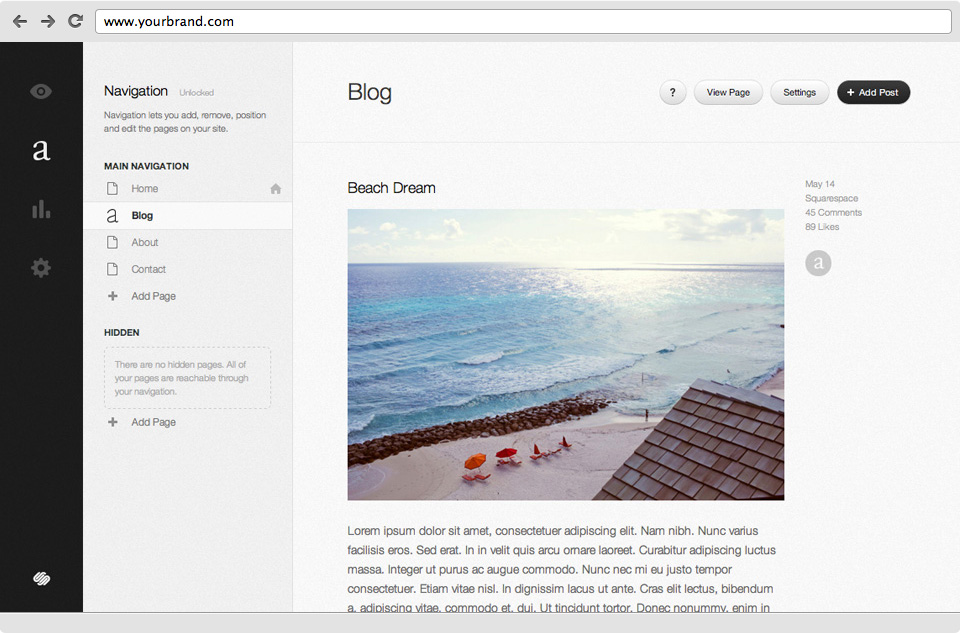 www.yourbrand.com
a
Navigation Unlocked
Navigation lets you add, remove, position
and edit the pages on your site.
MAIN NAVIGATION
Home
a Blog
About
Contact
+ Add Page
HIDDEN
There are no hidden pages. All of
your pages are reachable through
your navigation.
+ Add Page
Blog
? View Page Settings + Add Post
Beach Dream
May 14
Squarespace
45 Comments
89 Likes
a
Lorem ipsum dolor sit amet, consectetuer adipiscing elit. Nam nibh. Nunc varius
facilisis eros. Sed erat. In in velit quis arcu ornare laoreet. Curabitur adipiscing luctus
massa. Integer ut purus ac augue commodo. Nunc nec mi eu justo tempor
consectetuer. Etiam vitae nisl. In dignissim lacus ut ante. Cras elit lectus, bibendum
a, adipiscing vitae, commodo et, dui. Ut tincidunt tortor. Donec nonummy, enim in